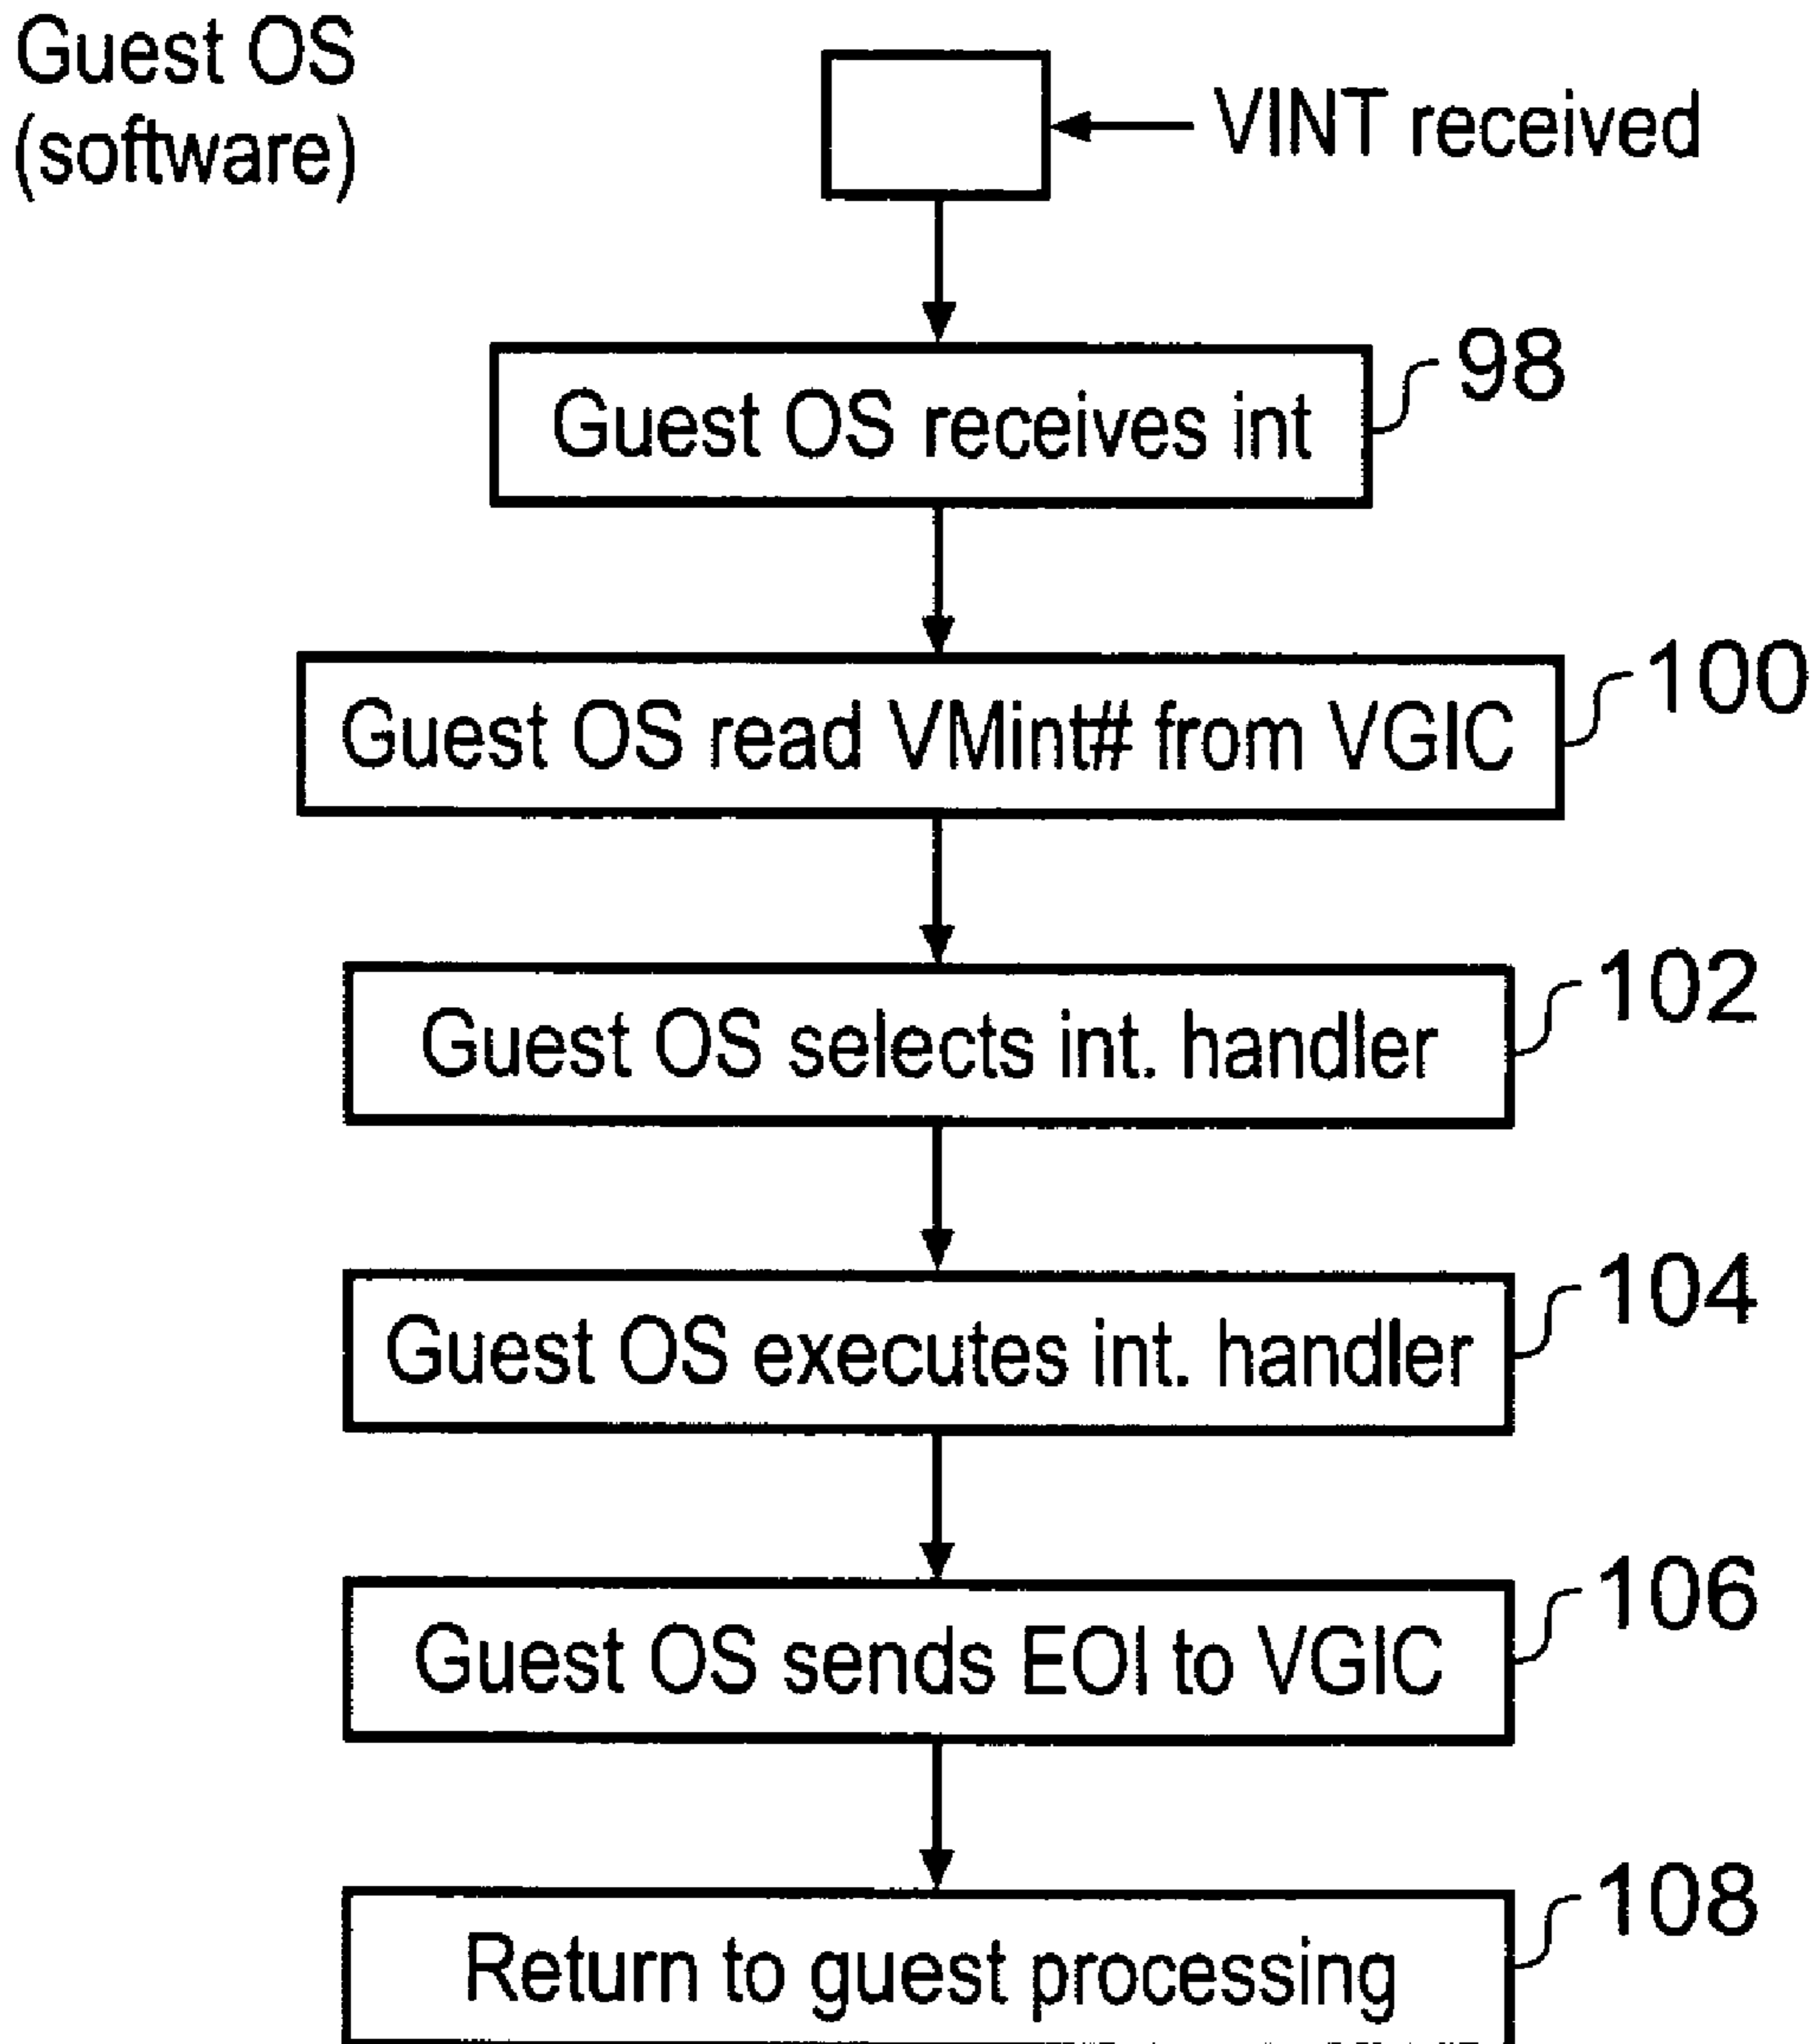 Guest OS
(software)
VINT received
98
Guest OS receives int
100
Guest OS read VMint# from VGIC
102
Guest OS selects int. handler
104
Guest OS executes int. handler
106
Guest OS sends EOI to VGIC
108
Return to guest processing